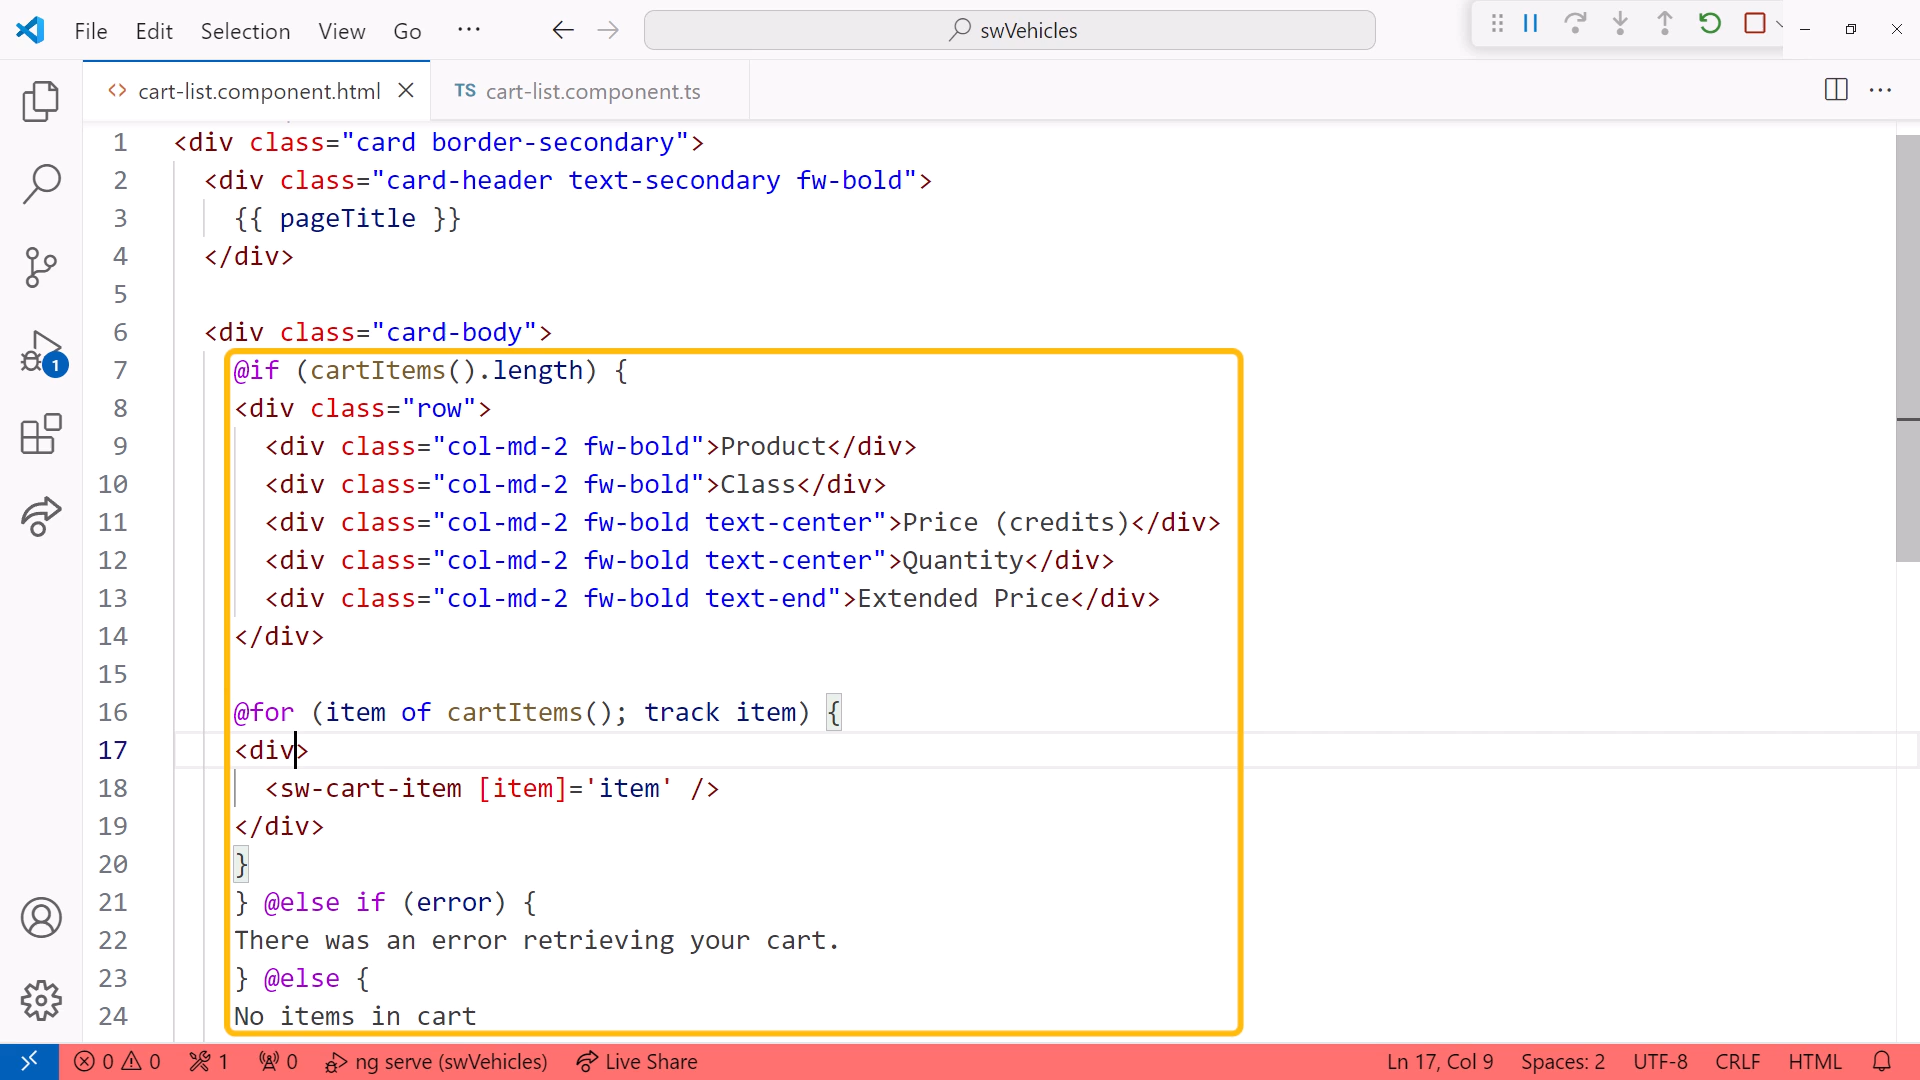 File Edit Selection View Go ··· swVehicles
cart-list.component.html TS cart-list.component.ts
1 <div class="card border-secondary">
2 <div class="card-header text-secondary fw-bold">
3 {{ pageTitle }}
4 </div>
5
6 <div class="card-body">
7 @if (cartItems().length) {
8 <div class="row">
9 <div class="col-md-2 fw-bold">Product</div>
10 <div class="col-md-2 fw-bold">Class</div>
11 <div class="col-md-2 fw-bold text-center">Price (credits)</div>
12 <div class="col-md-2 fw-bold text-center">Quantity</div>
13 <div class="col-md-2 fw-bold text-end">Extended Price</div>
14 </div>
15
16 @for (item of cartItems(); track item) {
17 <div>
18 <sw-cart-item [item]='item' />
19 </div>
20 }
21 } @else if (error) {
22 There was an error retrieving your cart.
23 } @else {
24 No items in cart
1
0 0 1 0 ng serve (swVehicles) Live Share Ln 17, Col 9 Spaces: 2 UTF-8 CRLF HTML